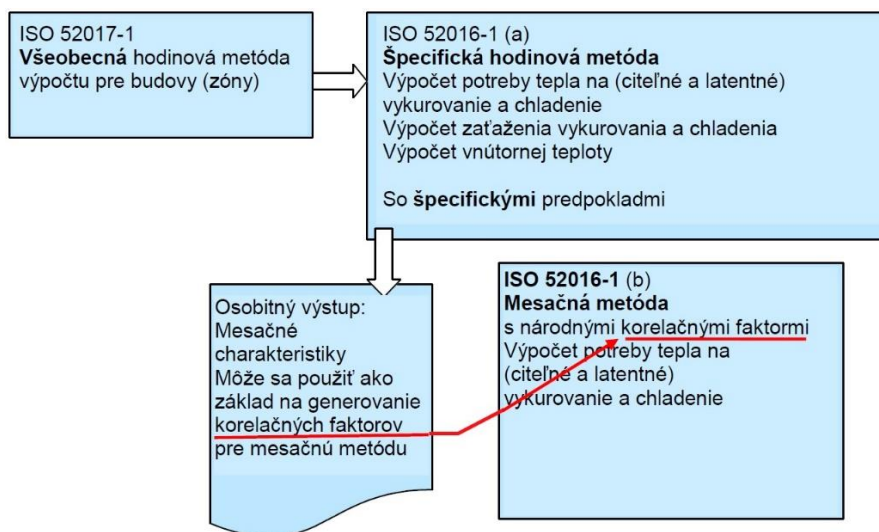 ISO 52017-1
Všeobecná hodinová metóda
výpočtu pre budovy (zóny)
ISO 52016-1 (a)
Špecifická hodinová metóda
Výpočet potreby tepla na (citeľné a latentné)
vykurovanie a chladenie
Výpočet zaťaženia vykurovania a chladenia
Výpočet vnútornej teploty
So špecifickými predpokladmi
Osobitný výstup:
Mesačné
charakteristiky
Môže sa použiť ako
základ na generovanie
korelačných faktorov
pre mesačnú metódu
ISO 52016-1 (b)
Mesačná metóda
s národnými korelačnými faktormi
Výpočet potreby tepla na
(citeľné a latentné)
vykurovanie a chladenie